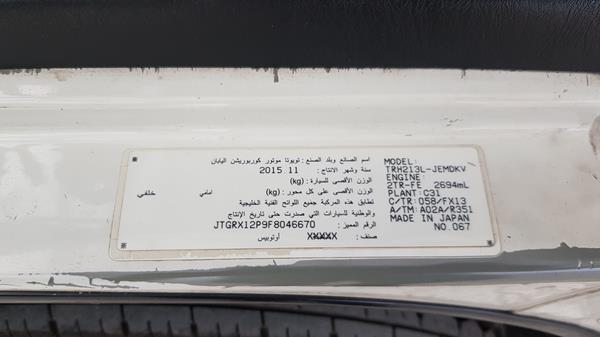 اسم الصانع وبلد الصنع : تويوتا موتور كوربوريشن اليابان
سنة وشهر الانتاج : 2015 11
الوزن الأقصى للسيارة : (kg)
الوزن الأقصى على كل محور : (kg) امامي خلفي
تطابق هذه المركبة جميع اللوائح الفنية الخليجية
والوطنية للسيارات التي صدرت حتى تاريخ الإنتاج
الرقم المميز : JTGRX12P9F8046670
صنف : XXXXX أوتوبيس
MODEL:
TRH213L-JEMDKV
ENGINE:
2TR-FE 2694mL
PLANT: C31
C/TR: 058/FX13
A/TM: A02A/R351
MADE IN JAPAN
NO.067